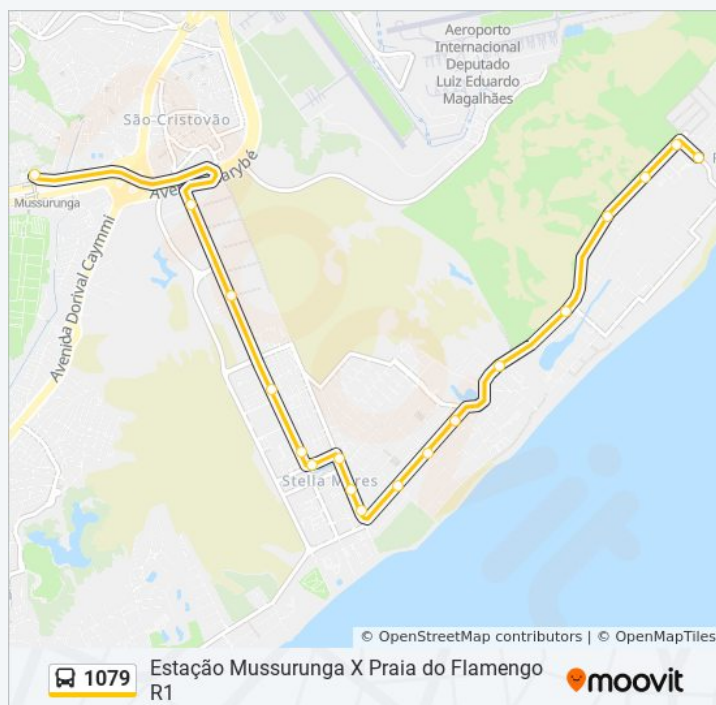 Aeroporto
Internacional
Deputado
Luiz Eduardo
Magalhães
São Cristovão
Mussurunga
Avenida Dorival Caymmi
Stella Mares
© OpenStreetMap contributors | © OpenMapTiles
1079
Estação Mussurunga X Praia do Flamengo
R1
moovit